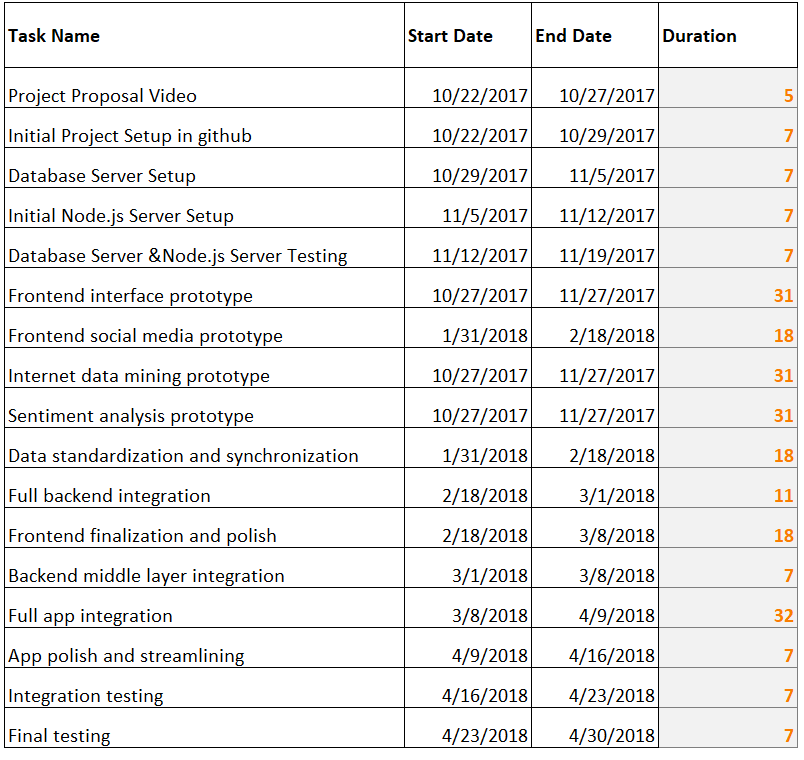 Task Name Start Date End Date Duration
Project Proposal Video 10/22/2017 10/27/2017 5
Initial Project Setup in github 10/22/2017 10/29/2017 7
Database Server Setup 10/29/2017 11/5/2017 7
Initial Node.js Server Setup 11/5/2017 11/12/2017 7
Database Server &Node.js Server Testing 11/12/2017 11/19/2017 7
Frontend interface prototype 10/27/2017 11/27/2017 31
Frontend social media prototype 1/31/2018 2/18/2018 18
Internet data mining prototype 10/27/2017 11/27/2017 31
Sentiment analysis prototype 10/27/2017 11/27/2017 31
Data standardization and synchronization 1/31/2018 2/18/2018 18
Full backend integration 2/18/2018 3/1/2018 11
Frontend finalization and polish 2/18/2018 3/8/2018 18
Backend middle layer integration 3/1/2018 3/8/2018 7
Full app integration 3/8/2018 4/9/2018 32
App polish and streamlining 4/9/2018 4/16/2018 7
Integration testing 4/16/2018 4/23/2018 7
Final testing 4/23/2018 4/30/2018 7